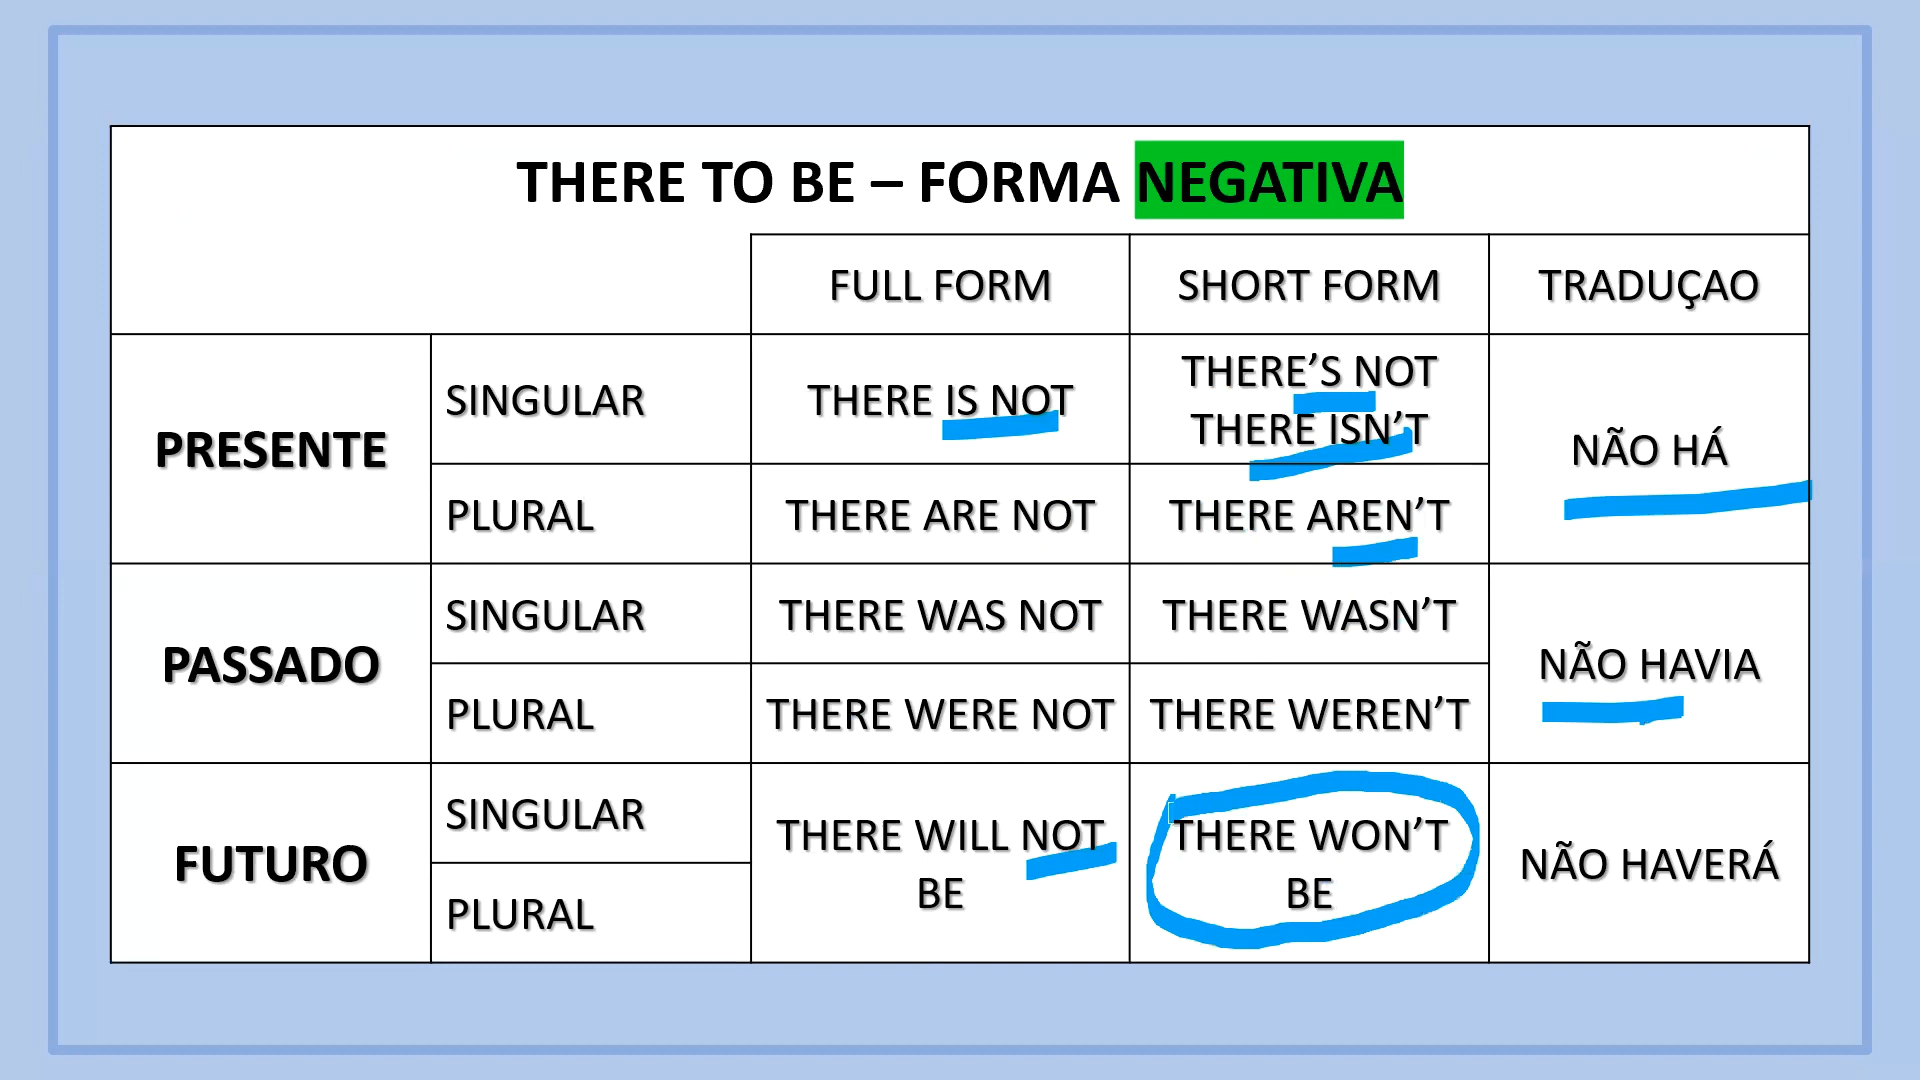 THERE TO BE – FORMA NEGATIVA
FULL FORM
SHORT FORM
TRADUÇAO
PRESENTE
SINGULAR
THERE IS NOT
THERE’S NOT
THERE ISN’T
NÃO HÁ
PLURAL
THERE ARE NOT
THERE AREN’T
PASSADO
SINGULAR
THERE WAS NOT
THERE WASN’T
NÃO HAVIA
PLURAL
THERE WERE NOT
THERE WEREN’T
FUTURO
SINGULAR
THERE WILL NOT
BE
THERE WON’T
BE
NÃO HAVERÁ
PLURAL